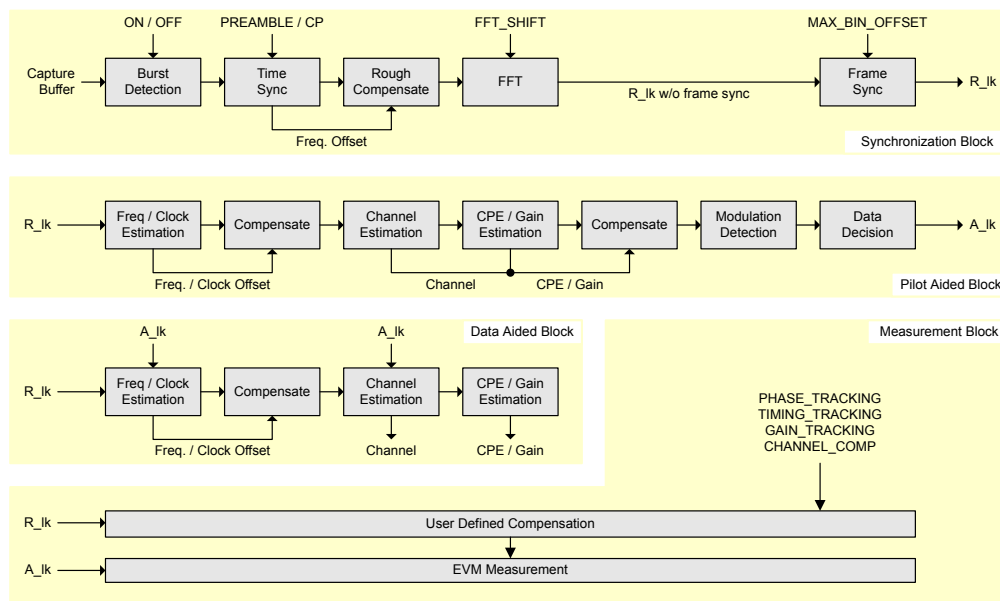 ON / OFF
PREAMBLE / CP
FFT_SHIFT
MAX_BIN_OFFSET
Capture
Buffer
Burst
Detection
Time
Sync
Rough
Compensate
FFT
R_lk w/o frame sync
Frame
Sync
R_lk
Freq. Offset
Synchronization Block
R_lk
Freq / Clock
Estimation
Compensate
Channel
Estimation
CPE / Gain
Estimation
Compensate
Modulation
Detection
Data
Decision
A_lk
Freq. / Clock Offset
Channel
CPE / Gain
Pilot Aided Block
A_lk
A_lk
Data Aided Block
Measurement Block
R_lk
Freq / Clock
Estimation
Compensate
Channel
Estimation
CPE / Gain
Estimation
Freq. / Clock Offset
Channel
CPE / Gain
PHASE_TRACKING
TIMING_TRACKING
GAIN_TRACKING
CHANNEL_COMP
R_lk
User Defined Compensation
A_lk
EVM Measurement